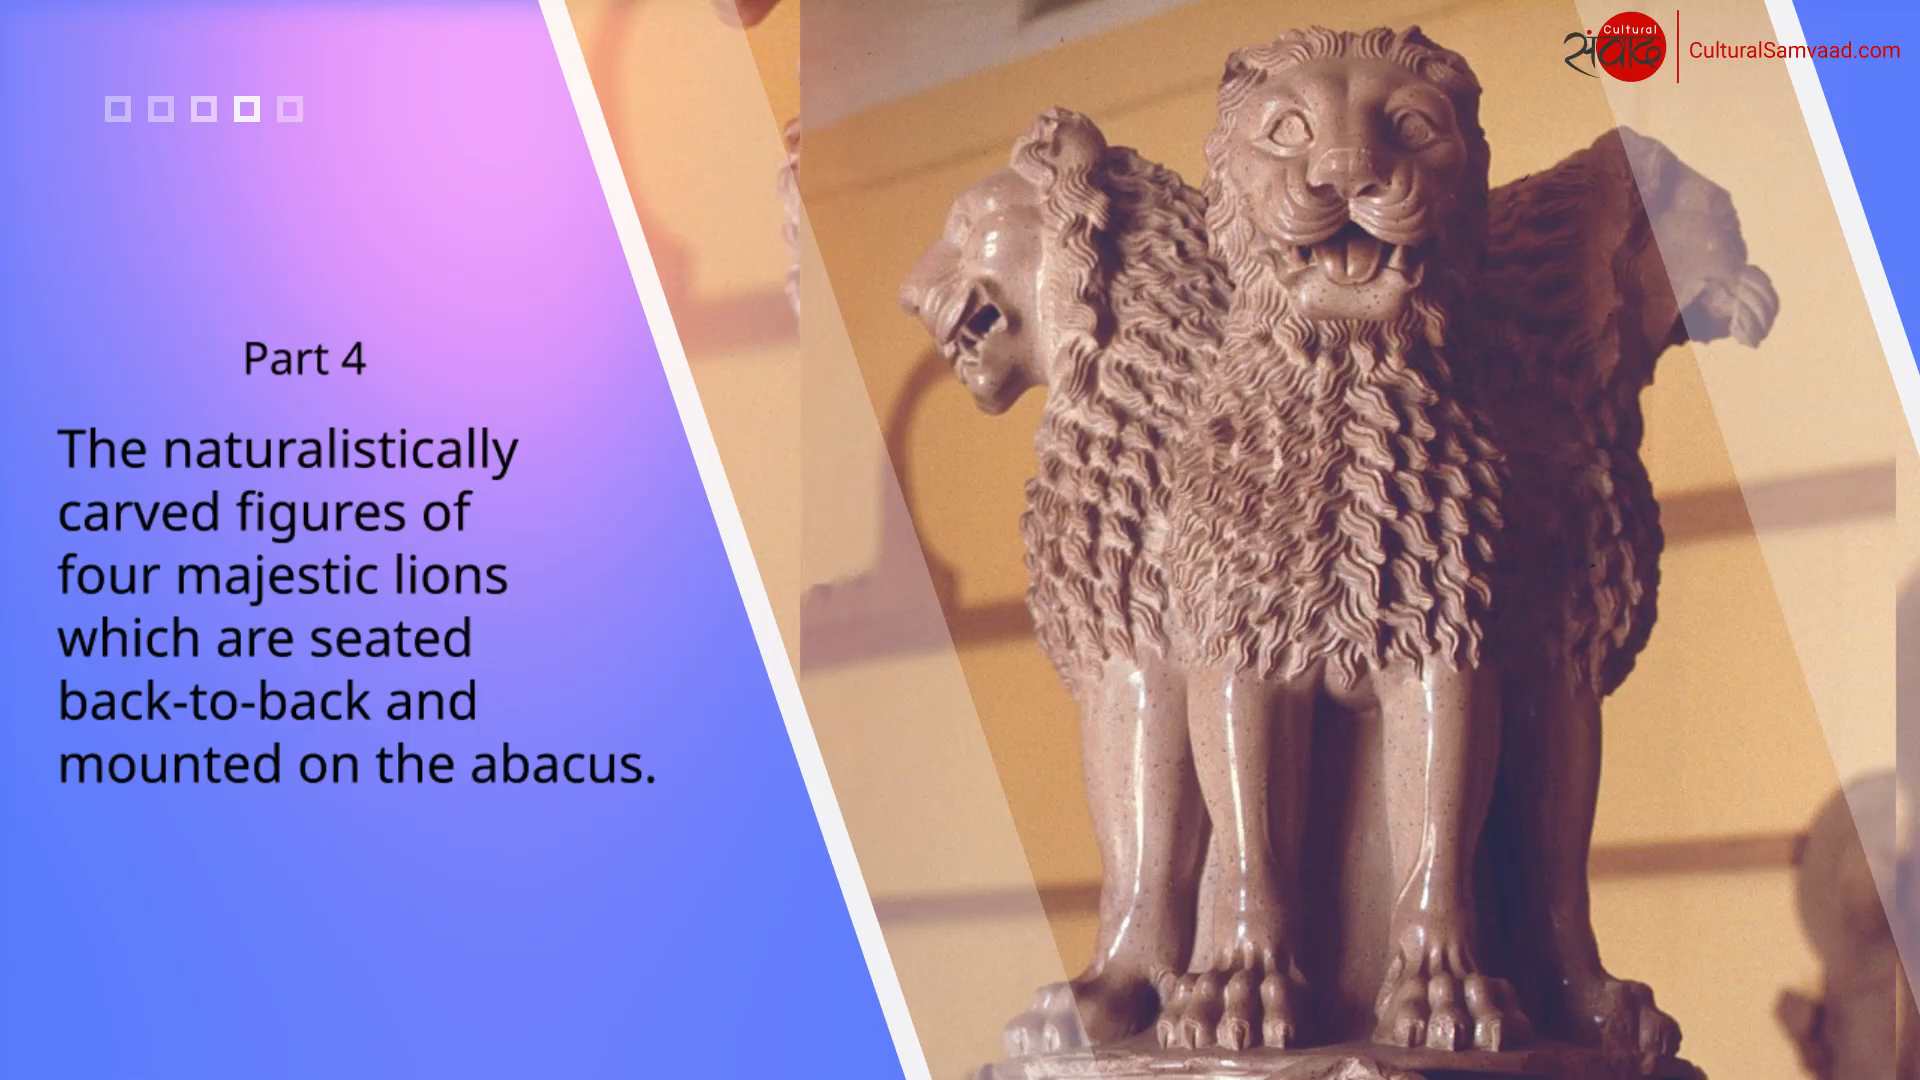 Cultural
संवाद
CulturalSamvaad.com
Part 4
The naturalistically
carved figures of
four majestic lions
which are seated
back-to-back and
mounted on the abacus.